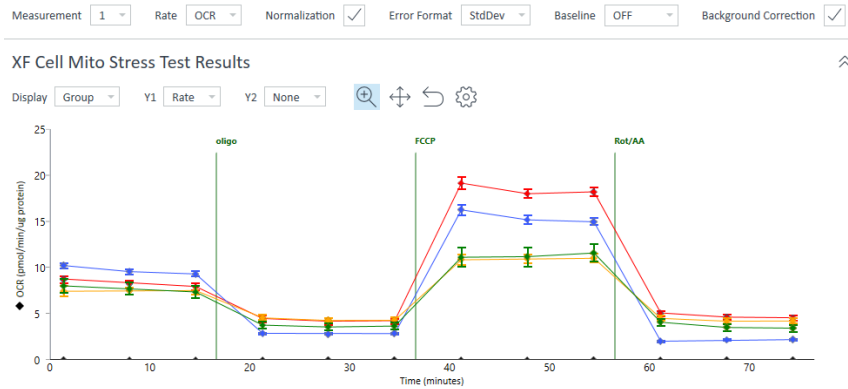 Measurement 1 Rate OCR Normalization Error Format StdDev Baseline OFF Background Correction
XF Cell Mito Stress Test Results
Display Group Y1 Rate Y2 None
oligo FCCP Rot/AA
25
20
15
10
5
0
OCR (pmol/min/ug protein)
0 10 20 30 40 50 60 70
Time (minutes)